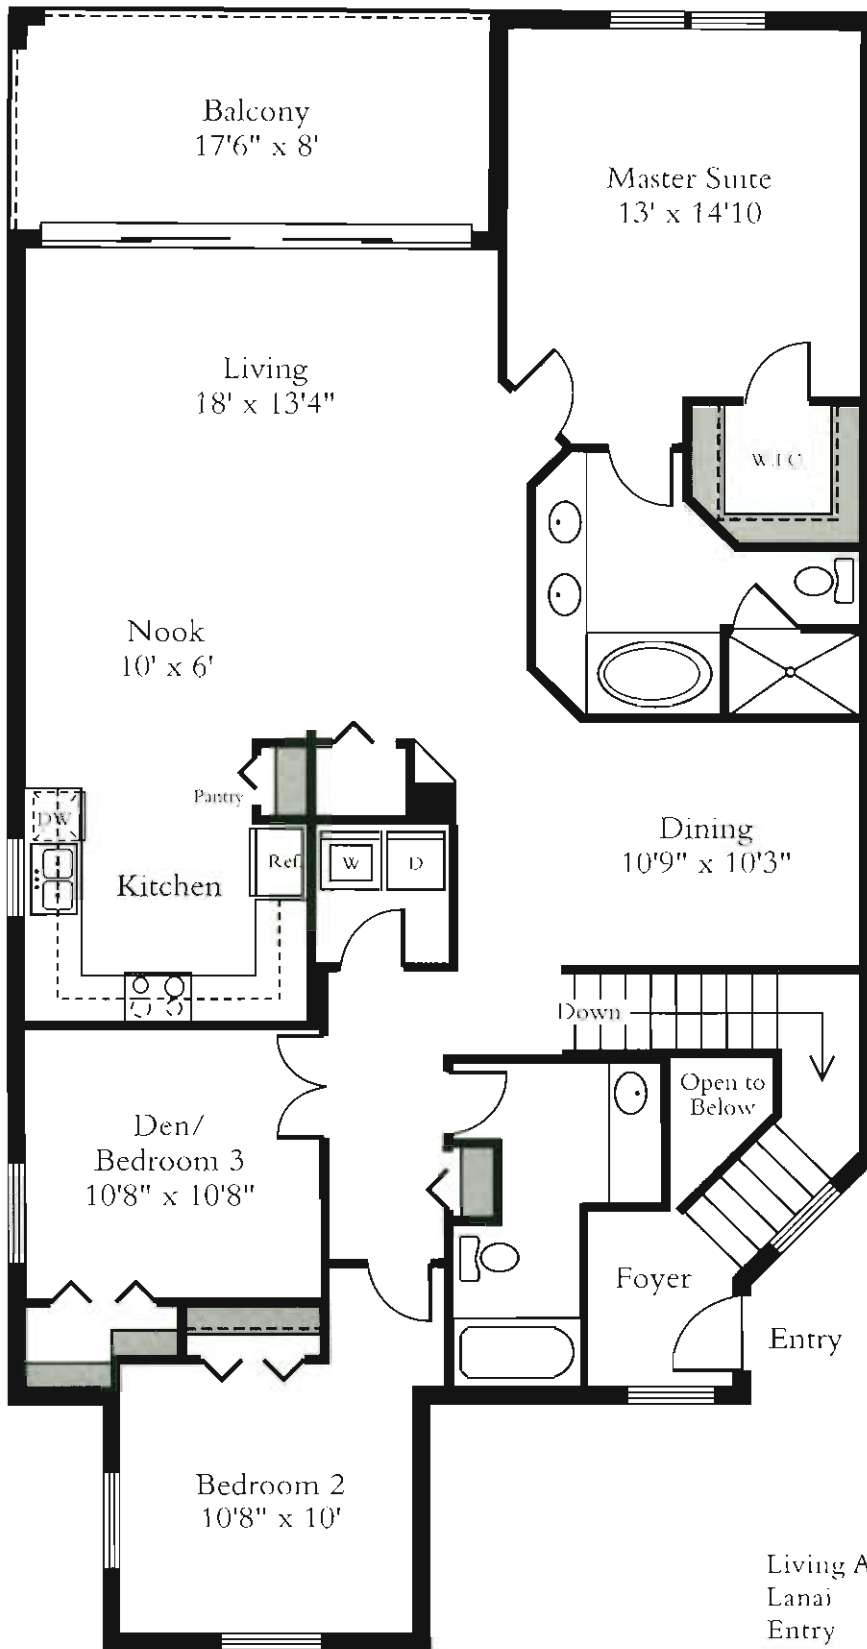 Balcony
17'6" x 8'
Master Suite
13' x 14'10
Living
18' x 13'4"
W.I.C.
Nook
10' x 6'
Pantry
DW
Dining
10'9" x 10'3"
Ref.
W
D
Kitchen
Down
Open to
Below
Den/
Bedroom 3
10'8" x 10'8"
Foyer
Entry
Bedroom 2
10'8" x 10'
Living A
Lanai
Entry